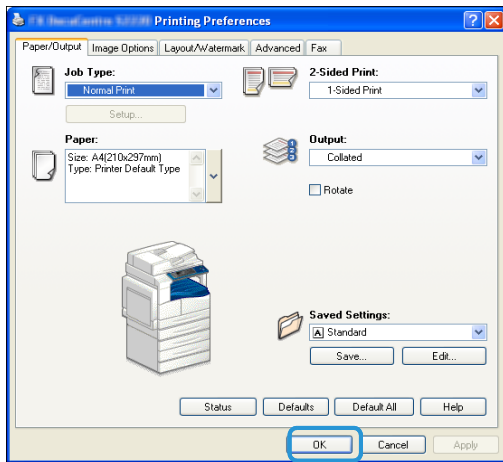 Printing Preferences
Paper/Output Image Options Layout/Watermark Advanced Fax
Job Type:
Normal Print
Setup...
2-Sided Print:
1-Sided Print
Paper:
Size: A4(210x297mm)
Type: Printer Default Type
Output:
Collated
Rotate
Saved Settings:
A Standard
Save... Edit...
Status Defaults Default All Help
OK Cancel Apply